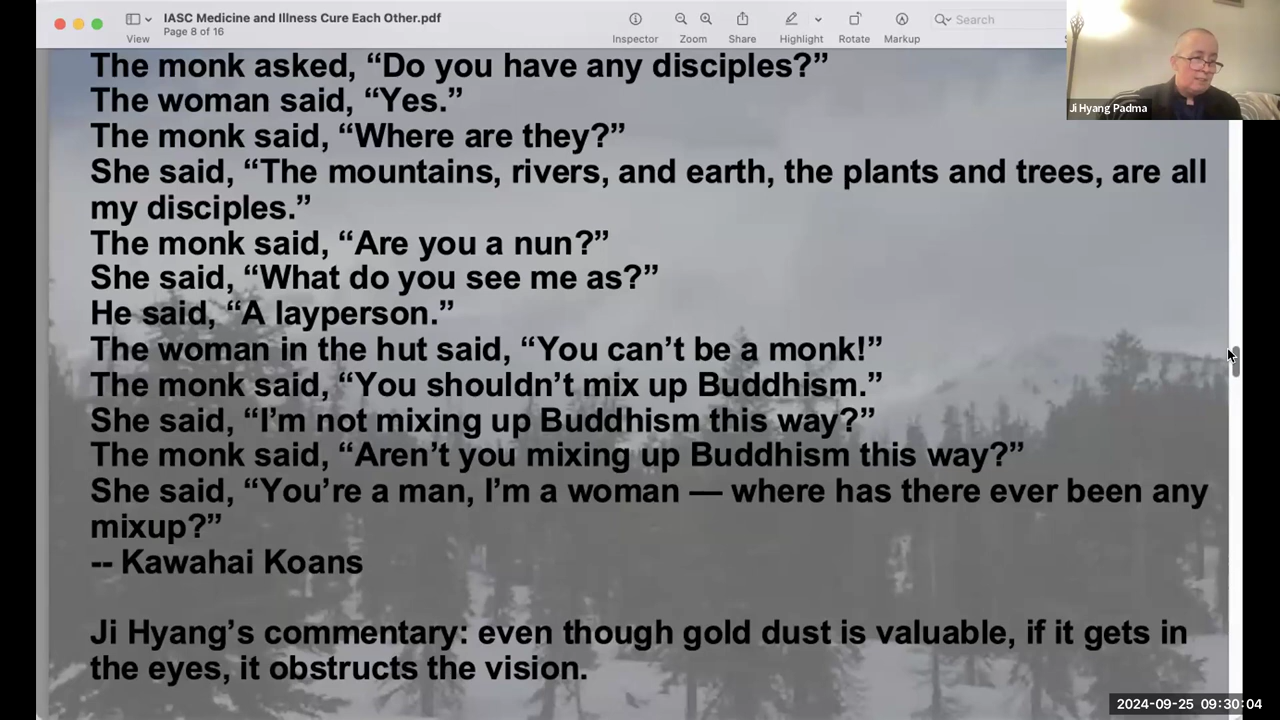 IASC Medicine and Illness Cure Each Other.pdf
Page 8 of 16
View
Inspector
Zoom
Share
Highlight
Rotate
Markup
Search
Ji Hyang Padma
The monk asked, “Do you have any disciples?”
The woman said, “Yes.”
The monk said, “Where are they?”
She said, “The mountains, rivers, and earth, the plants and trees, are all
my disciples.”
The monk said, “Are you a nun?”
She said, “What do you see me as?”
He said, “A layperson.”
The woman in the hut said, “You can’t be a monk!”
The monk said, “You shouldn’t mix up Buddhism.”
She said, “I’m not mixing up Buddhism this way?”
The monk said, “Aren’t you mixing up Buddhism this way?”
She said, “You’re a man, I’m a woman — where has there ever been any
mixup?”
-- Kawahai Koans
Ji Hyang’s commentary: even though gold dust is valuable, if it gets in
the eyes, it obstructs the vision.
2024-09-25 09:30:04